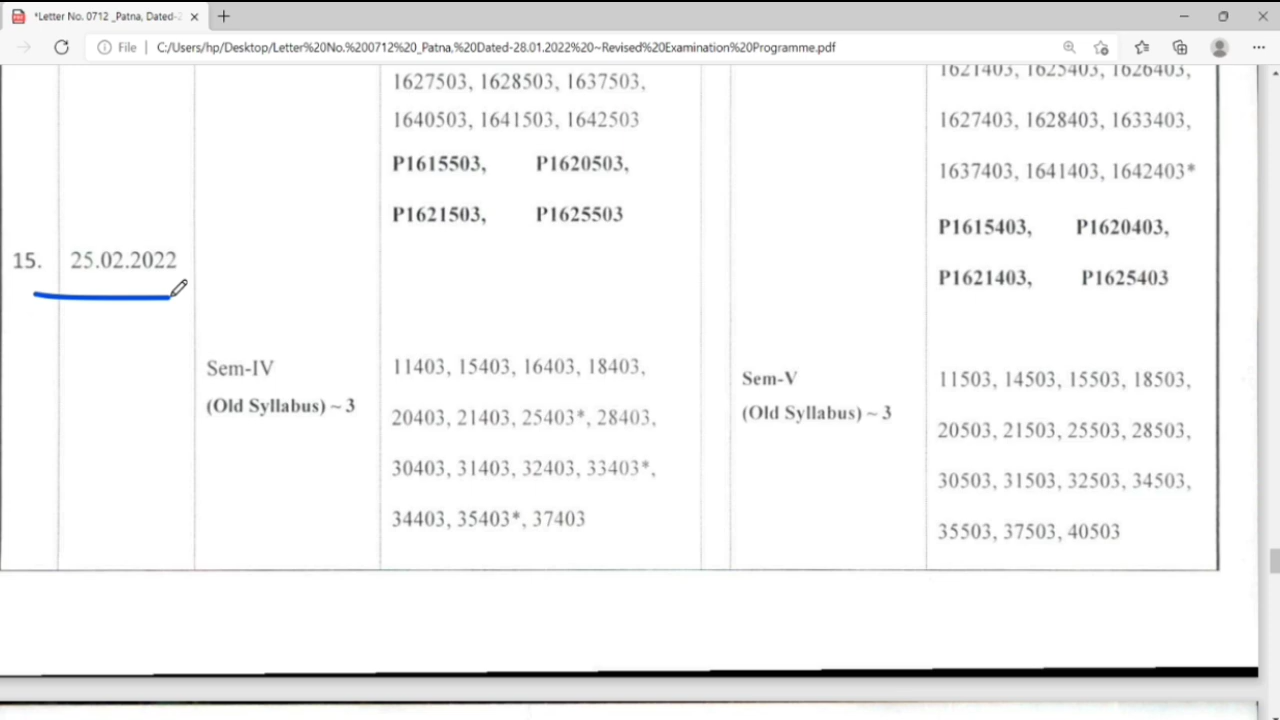 *Letter No. 0712 _Patna, Dated-2
File | C:/Users/hp/Desktop/Letter%20No.%200712%20_Patna,%20Dated-28.01.2022%20~Revised%20Examination%20Programme.pdf
1627503, 1628503, 1637503,
1640503, 1641503, 1642503
P1615503, P1620503,
P1621503, P1625503
1621403, 1625403, 1626403,
1627403, 1628403, 1633403,
1637403, 1641403, 1642403*
P1615403, P1620403,
P1621403, P1625403
15. 25.02.2022
Sem-IV
(Old Syllabus) ~ 3
11403, 15403, 16403, 18403,
20403, 21403, 25403*, 28403,
30403, 31403, 32403, 33403*,
34403, 35403*, 37403
Sem-V
(Old Syllabus) ~ 3
11503, 14503, 15503, 18503,
20503, 21503, 25503, 28503,
30503, 31503, 32503, 34503,
35503, 37503, 40503